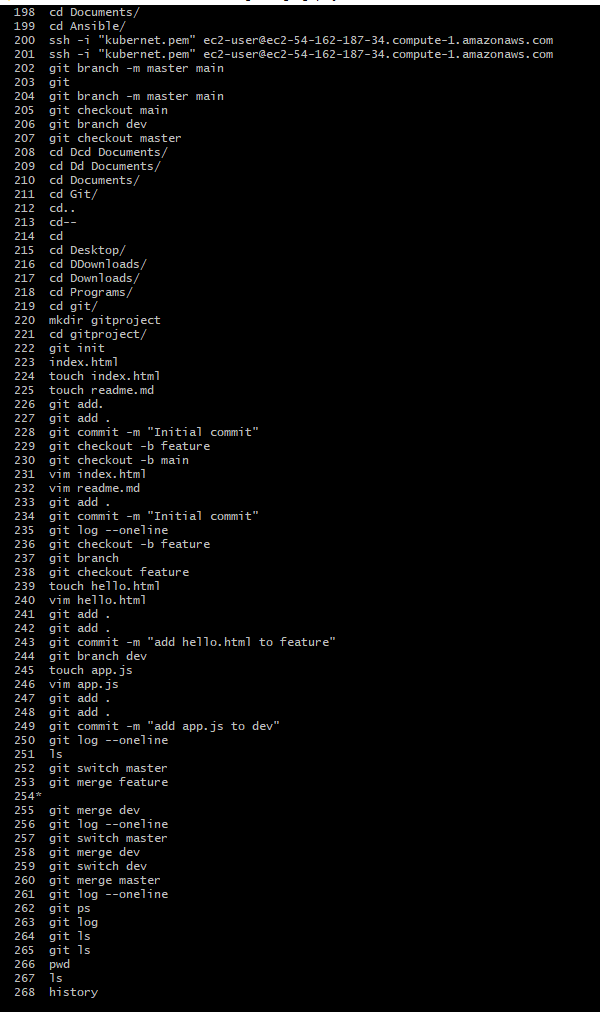 198  cd Documents/
199  cd Ansible/
200  ssh -i "kubernet.pem" ec2-user@ec2-54-162-187-34.compute-1.amazonaws.com
201  ssh -i "kubernet.pem" ec2-user@ec2-54-162-187-34.compute-1.amazonaws.com
202  git branch -m master main
203  git
204  git branch -m master main
205  git checkout main
206  git branch dev
207  git checkout master
208  cd Dcd Documents/
209  cd Dd Documents/
210  cd Documents/
211  cd Git/
212  cd..
213  cd--
214  cd
215  cd Desktop/
216  cd DDownloads/
217  cd Downloads/
218  cd Programs/
219  cd git/
220  mkdir gitproject
221  cd gitproject/
222  git init
223  index.html
224  touch index.html
225  touch readme.md
226  git add.
227  git add .
228  git commit -m "Initial commit"
229  git checkout -b feature
230  git checkout -b main
231  vim index.html
232  vim readme.md
233  git add .
234  git commit -m "Initial commit"
235  git log --oneline
236  git checkout -b feature
237  git branch
238  git checkout feature
239  touch hello.html
240  vim hello.html
241  git add .
242  git add .
243  git commit -m "add hello.html to feature"
244  git branch dev
245  touch app.js
246  vim app.js
247  git add .
248  git add .
249  git commit -m "add app.js to dev"
250  git log --oneline
251  ls
252  git switch master
253  git merge feature
254*
255  git merge dev
256  git log --oneline
257  git switch master
258  git merge dev
259  git switch dev
260  git merge master
261  git log --oneline
262  git ps
263  git log
264  git ls
265  git ls
266  pwd
267  ls
268  history